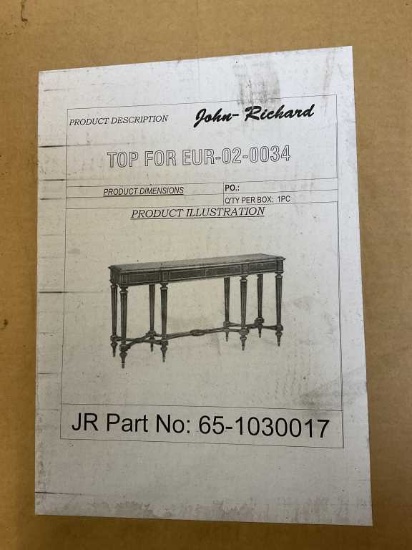 PRODUCT DESCRIPTION John-Richard
TOP FOR EUR-02-0034
PRODUCT DIMENSIONS
PO.:
Q'TY PER BOX: 1PC
PRODUCT ILLUSTRATION
JR Part No: 65-1030017